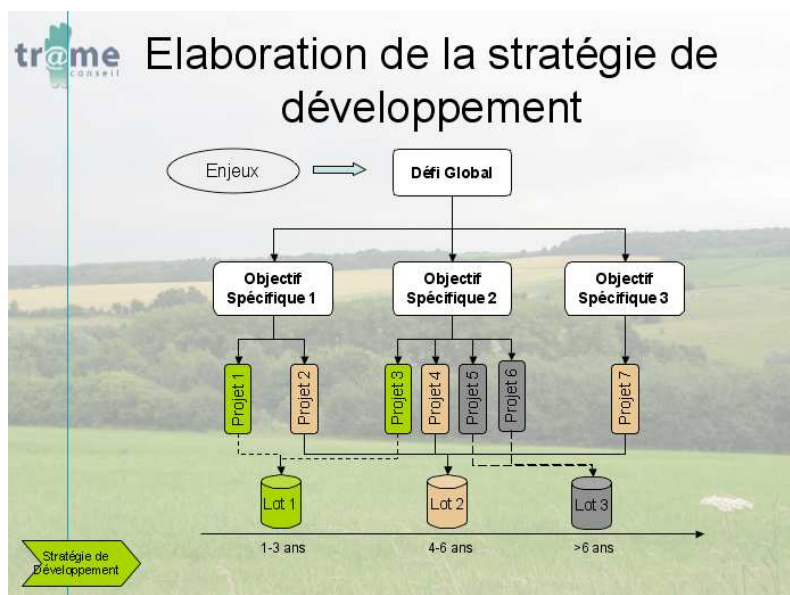 tr@me
conseil
Elaboration de la stratégie de
développement
Enjeux
Défi Global
Objectif
Spécifique 1
Objectif
Spécifique 2
Objectif
Spécifique 3
Projet 1
Projet 2
Projet 3
Projet 4
Projet 5
Projet 6
Projet 7
Lot 1
Lot 2
Lot 3
1-3 ans
4-6 ans
>6 ans
Stratégie de
Développement